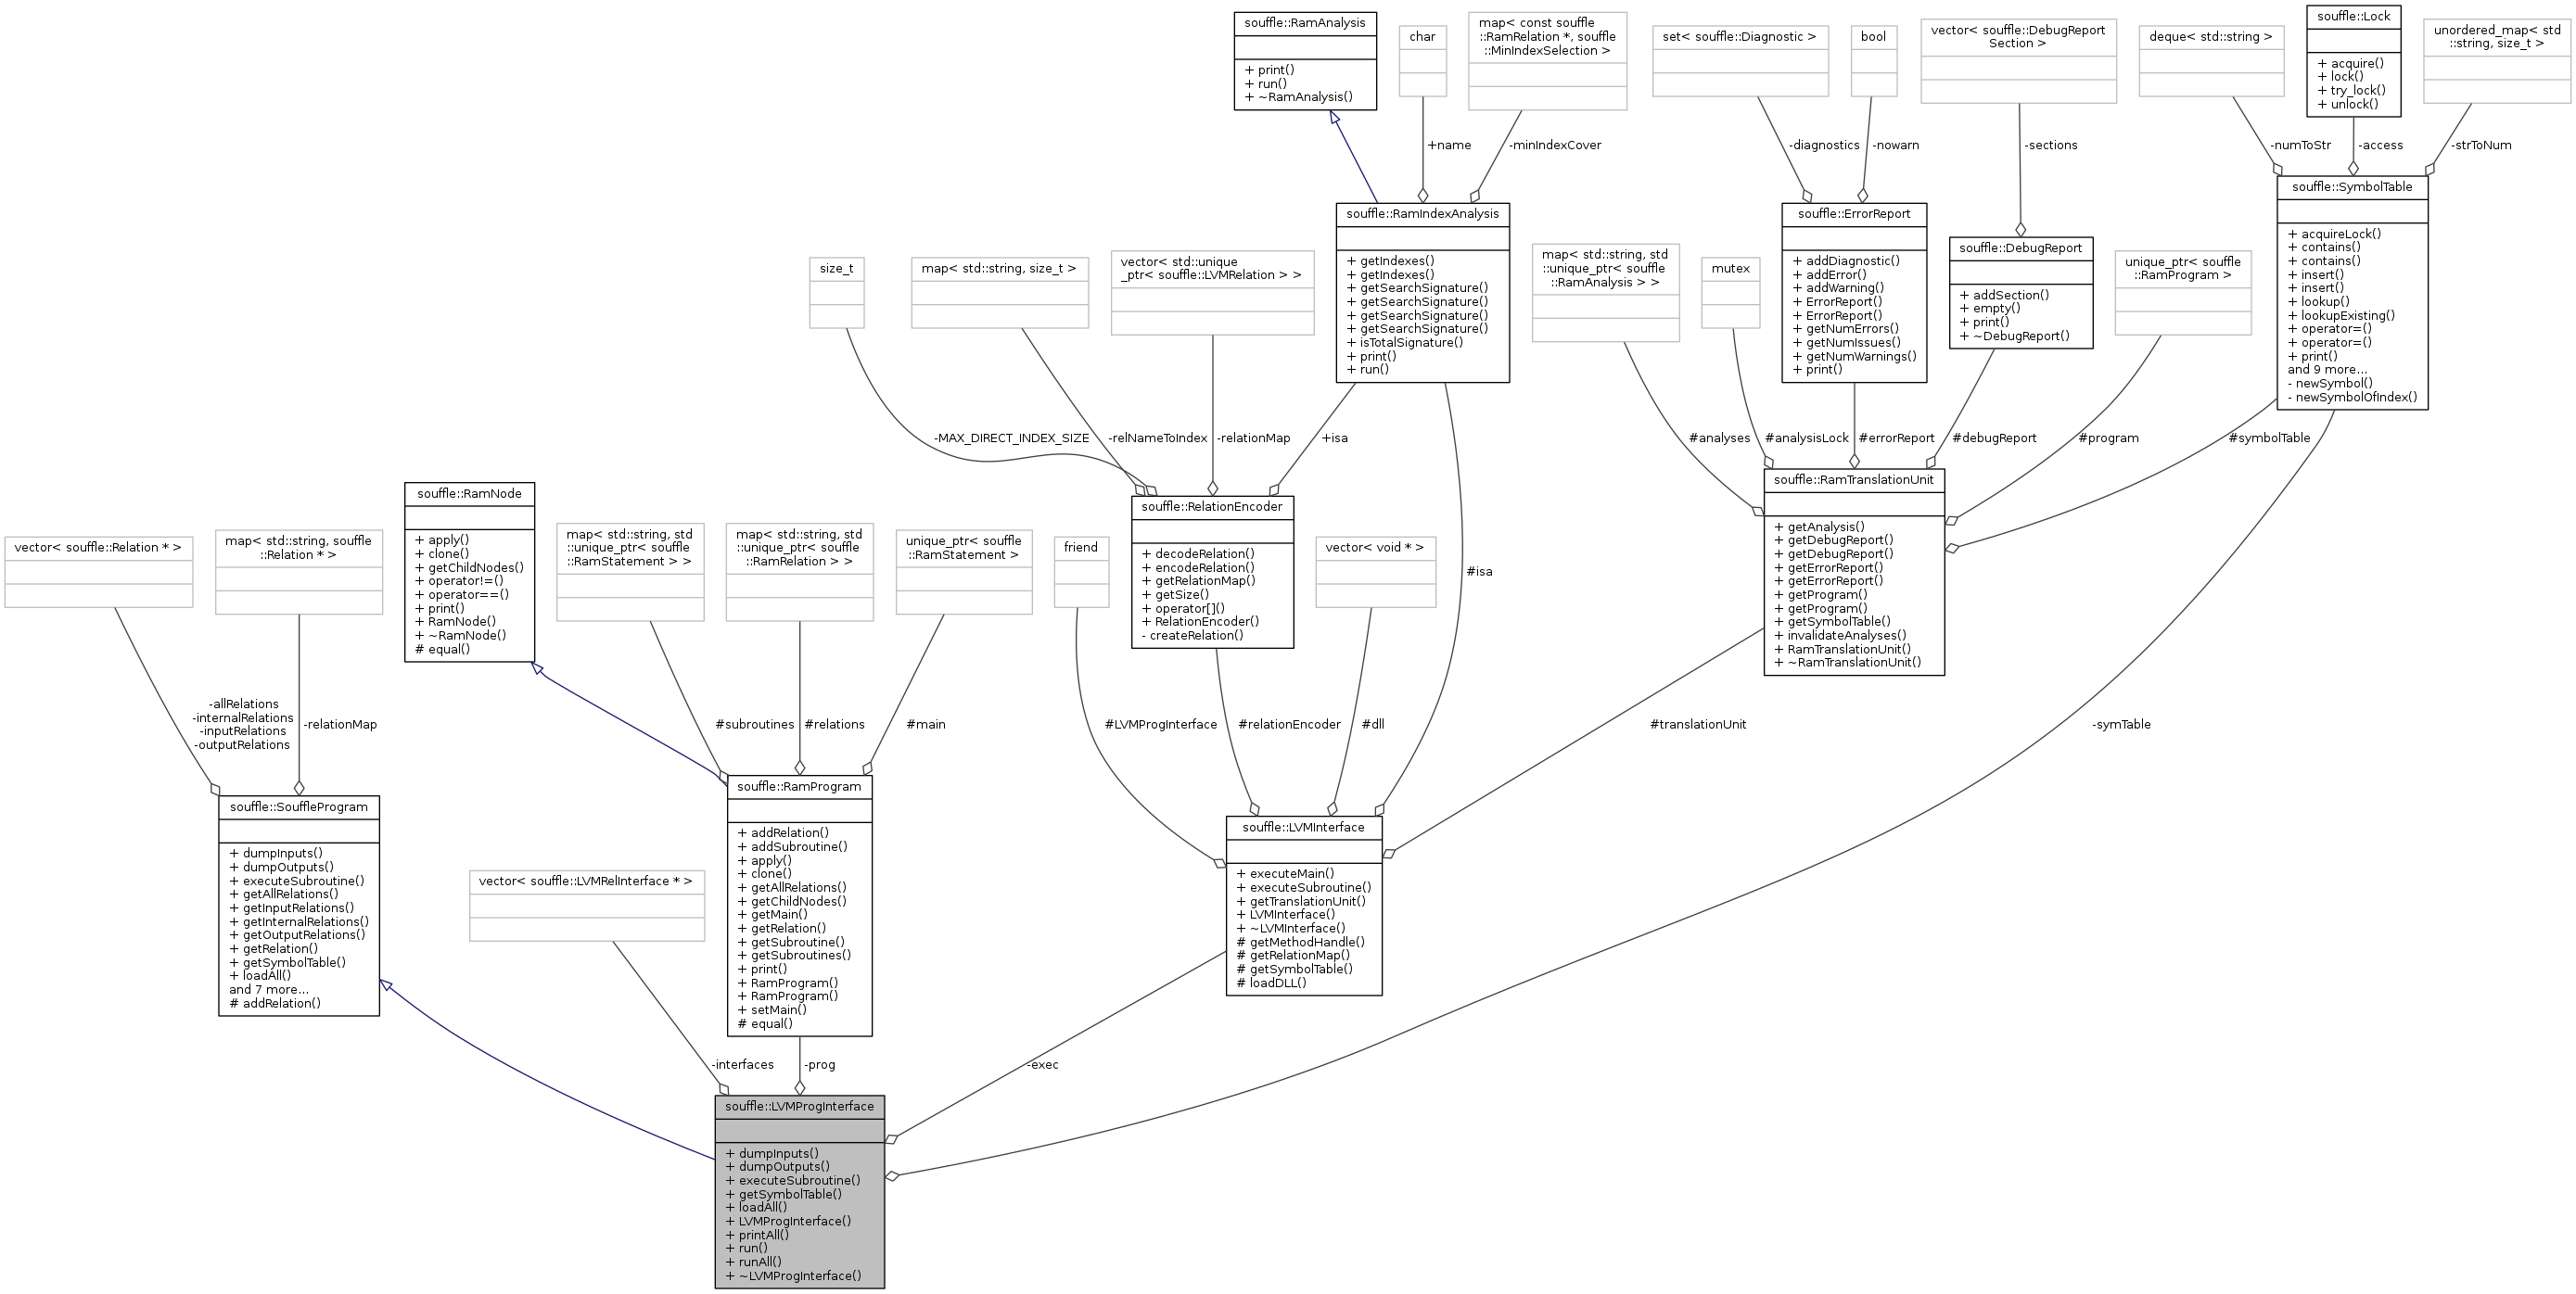 souffle::RamAnalysis
+ print()
+ run()
+ ~RamAnalysis()
char
map< const souffle
::RamRelation *, souffle
::MinIndexSelection >
set< souffle::Diagnostic >
bool
vector< souffle::DebugReport
Section >
deque< std::string >
souffle::Lock
+ acquire()
+ lock()
+ try_lock()
+ unlock()
unordered_map< std
::string, size_t >
+name
-minIndexCover
-diagnostics
-nowarn
-sections
-numToStr
-access
-strToNum
size_t
map< std::string, size_t >
vector< std::unique
_ptr< souffle::LVMRelation > >
souffle::RamIndexAnalysis
+ getIndexes()
+ getIndexes()
+ getSearchSignature()
+ getSearchSignature()
+ getSearchSignature()
+ getSearchSignature()
+ isTotalSignature()
+ print()
+ run()
map< std::string, std
::unique_ptr< souffle
::RamAnalysis > >
mutex
souffle::ErrorReport
+ addDiagnostic()
+ addError()
+ addWarning()
+ ErrorReport()
+ ErrorReport()
+ getNumErrors()
+ getNumIssues()
+ getNumWarnings()
+ print()
souffle::DebugReport
+ addSection()
+ empty()
+ print()
+ ~DebugReport()
unique_ptr< souffle
::RamProgram >
souffle::SymbolTable
+ acquireLock()
+ contains()
+ contains()
+ insert()
+ insert()
+ lookup()
+ lookupExisting()
+ operator=()
+ operator=()
+ print()
and 9 more...
- newSymbol()
- newSymbolOfIndex()
-MAX_DIRECT_INDEX_SIZE
-relNameToIndex
-relationMap
+isa
#analyses
#analysisLock
#errorReport
#debugReport
#program
#symbolTable
vector< souffle::Relation * >
map< std::string, souffle
::Relation * >
souffle::RamNode
+ apply()
+ clone()
+ getChildNodes()
+ operator!=()
+ operator==()
+ print()
+ RamNode()
+ ~RamNode()
# equal()
map< std::string, std
::unique_ptr< souffle
::RamStatement > >
map< std::string, std
::unique_ptr< souffle
::RamRelation > >
unique_ptr< souffle
::RamStatement >
friend
souffle::RelationEncoder
+ decodeRelation()
+ encodeRelation()
+ getRelationMap()
+ getSize()
+ operator[]()
+ RelationEncoder()
- createRelation()
vector< void * >
#isa
souffle::RamTranslationUnit
+ getAnalysis()
+ getDebugReport()
+ getDebugReport()
+ getErrorReport()
+ getErrorReport()
+ getProgram()
+ getProgram()
+ getSymbolTable()
+ invalidateAnalyses()
+ RamTranslationUnit()
+ ~RamTranslationUnit()
-allRelations
-internalRelations
-inputRelations
-outputRelations
-relationMap
#subroutines
#relations
#main
#LVMProgInterface
#relationEncoder
#dll
#translationUnit
-symTable
souffle::SouffleProgram
+ dumpInputs()
+ dumpOutputs()
+ executeSubroutine()
+ getAllRelations()
+ getInputRelations()
+ getInternalRelations()
+ getOutputRelations()
+ getRelation()
+ getSymbolTable()
+ loadAll()
and 7 more...
# addRelation()
vector< souffle::LVMRelInterface * >
souffle::RamProgram
+ addRelation()
+ addSubroutine()
+ apply()
+ clone()
+ getAllRelations()
+ getChildNodes()
+ getMain()
+ getRelation()
+ getSubroutine()
+ getSubroutines()
+ print()
+ RamProgram()
+ RamProgram()
+ setMain()
# equal()
souffle::LVMInterface
+ executeMain()
+ executeSubroutine()
+ getTranslationUnit()
+ LVMInterface()
+ ~LVMInterface()
# getMethodHandle()
# getRelationMap()
# getSymbolTable()
# loadDLL()
-interfaces
-prog
-exec
souffle::LVMProgInterface
+ dumpInputs()
+ dumpOutputs()
+ executeSubroutine()
+ getSymbolTable()
+ loadAll()
+ LVMProgInterface()
+ printAll()
+ run()
+ runAll()
+ ~LVMProgInterface()